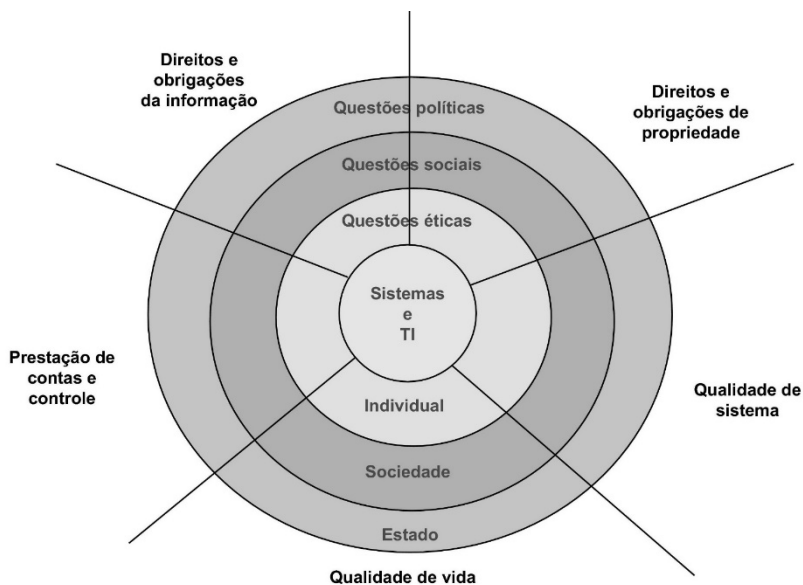 Direitos e
obrigações
da informação
Direitos e
obrigações de
propriedade
Questões políticas
Questões sociais
Questões éticas
Sistemas
e
TI
Prestação de
contas e
controle
Qualidade de
sistema
Individual
Sociedade
Estado
Qualidade de vida